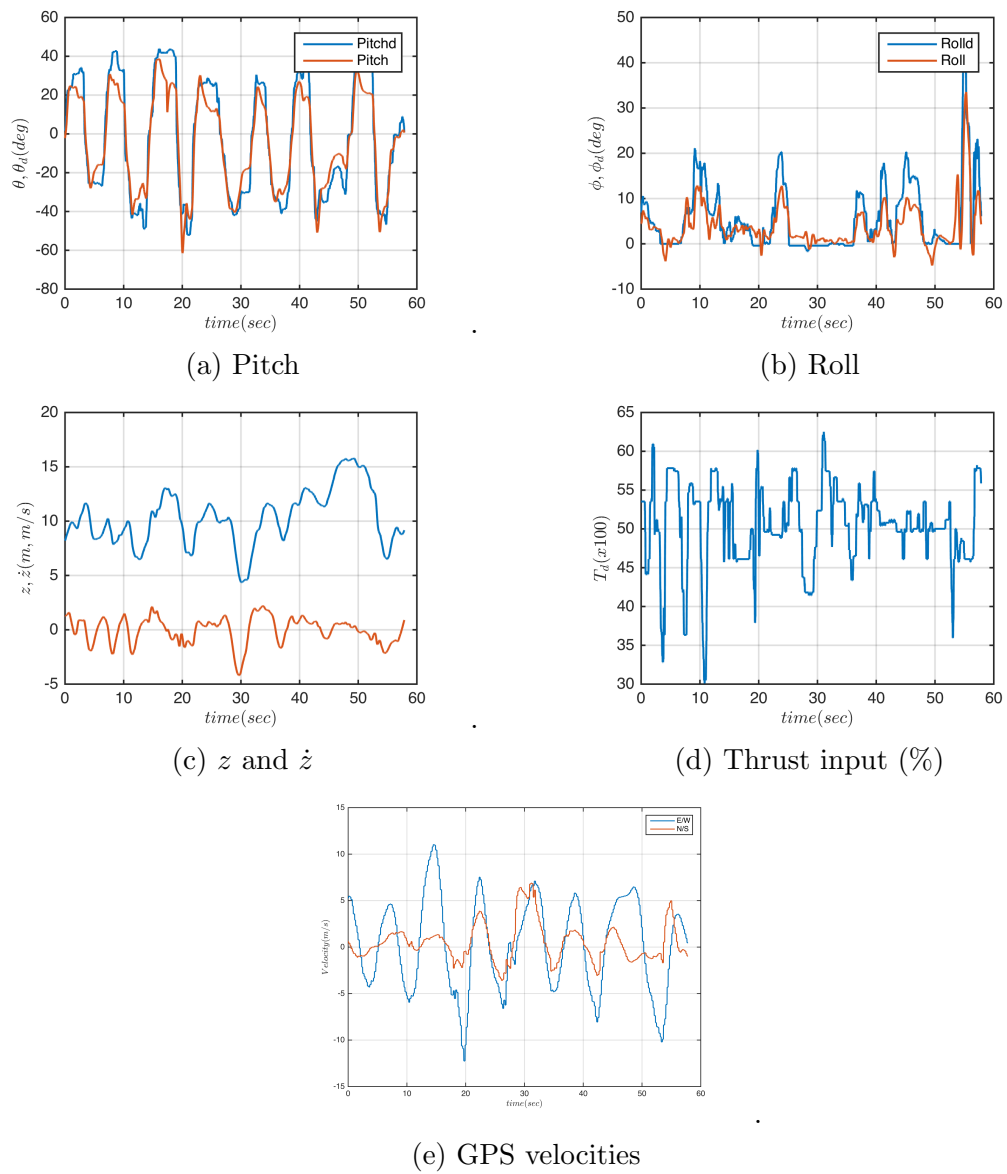 60
40
20
0
-20
-40
-60
-80
θ, θ_d(deg)
Pitchd
Pitch
0 10 20 30 40 50 60
time(sec)
.
(a) Pitch
50
40
30
20
10
0
-10
ϕ, ϕ_d(deg)
Rolld
Roll
0 10 20 30 40 50 60
time(sec)
(b) Roll
20
15
10
5
0
-5
z, ż(m, m/s)
0 10 20 30 40 50 60
time(sec)
.
(c) z and ż
65
60
55
50
45
40
35
30
T_d(x100)
0 10 20 30 40 50 60
time(sec)
(d) Thrust input (%)
15
10
5
0
-5
-10
-15
Velocity(m/s)
E/W
N/S
0 10 20 30 40 50 60
time(sec)
.
(e) GPS velocities